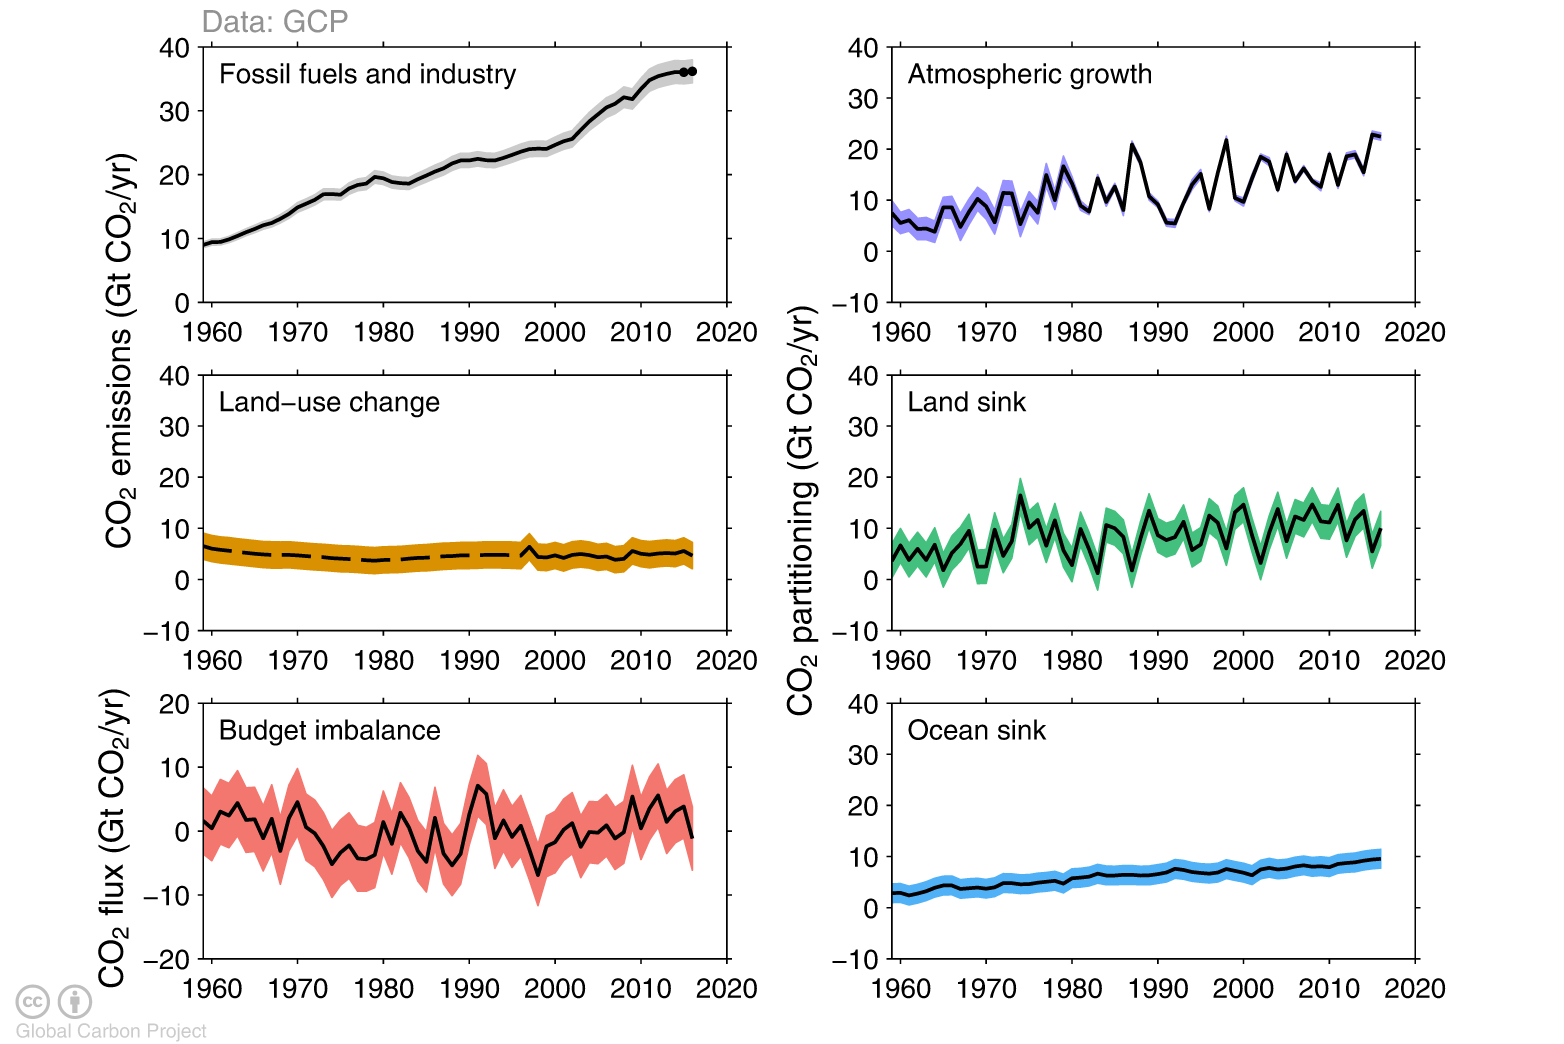 Data: GCP
CO2 emissions (Gt CO2/yr)
Fossil fuels and industry
40
30
20
10
0
1960 1970 1980 1990 2000 2010 2020
Land−use change
40
30
20
10
0
−10
1960 1970 1980 1990 2000 2010 2020
CO2 flux (Gt CO2/yr)
Budget imbalance
20
10
0
−10
−20
1960 1970 1980 1990 2000 2010 2020
CO2 partitioning (Gt CO2/yr)
Atmospheric growth
40
30
20
10
0
−10
1960 1970 1980 1990 2000 2010 2020
Land sink
40
30
20
10
0
−10
1960 1970 1980 1990 2000 2010 2020
Ocean sink
40
30
20
10
0
−10
1960 1970 1980 1990 2000 2010 2020
cc
Global Carbon Project